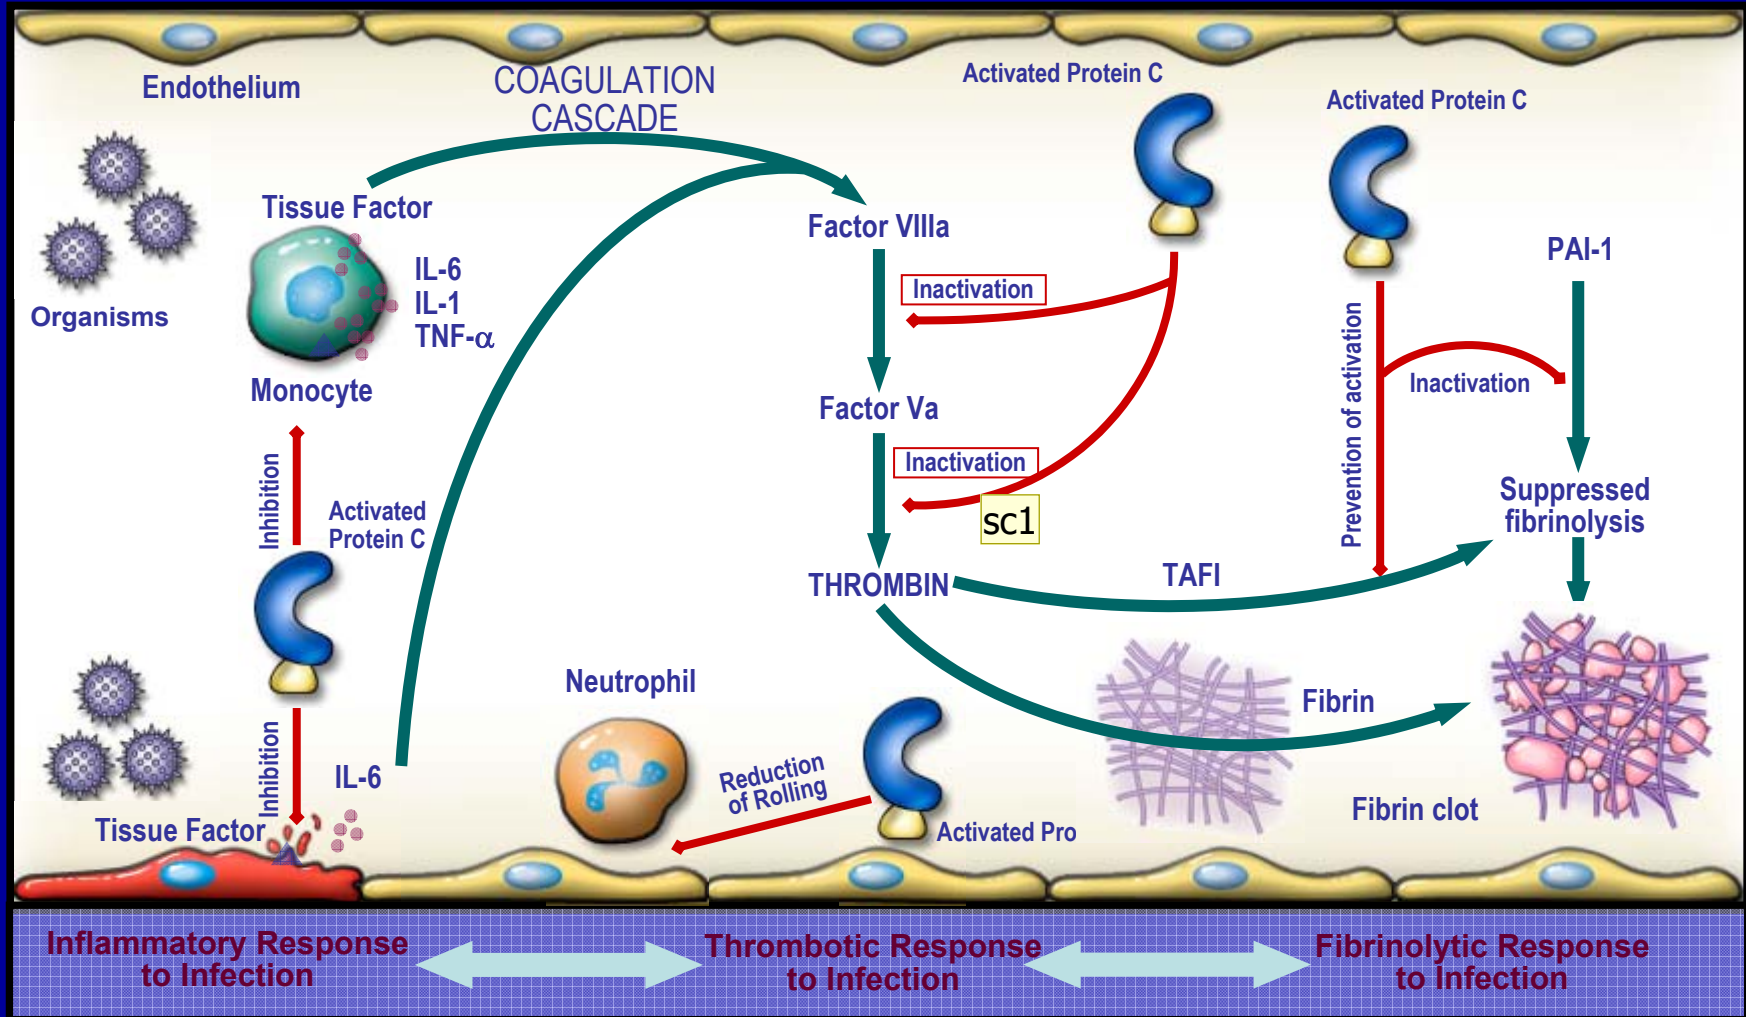 Endothelium
COAGULATION
CASCADE
Activated Protein C
Activated Protein C
Tissue Factor
IL-6
IL-1
TNF-α
Organisms
Monocyte
Factor VIIIa
Inactivation
Factor Va
Inactivation
sc1
THROMBIN
PAI-1
Prevention of activation
Inactivation
Suppressed
fibrinolysis
TAFI
Inhibition
Activated
Protein C
Inhibition
IL-6
Tissue Factor
Neutrophil
Reduction
of Rolling
Activated Pro
Fibrin
Fibrin clot
Inflammatory Response
to Infection
Thrombotic Response
to Infection
Fibrinolytic Response
to Infection